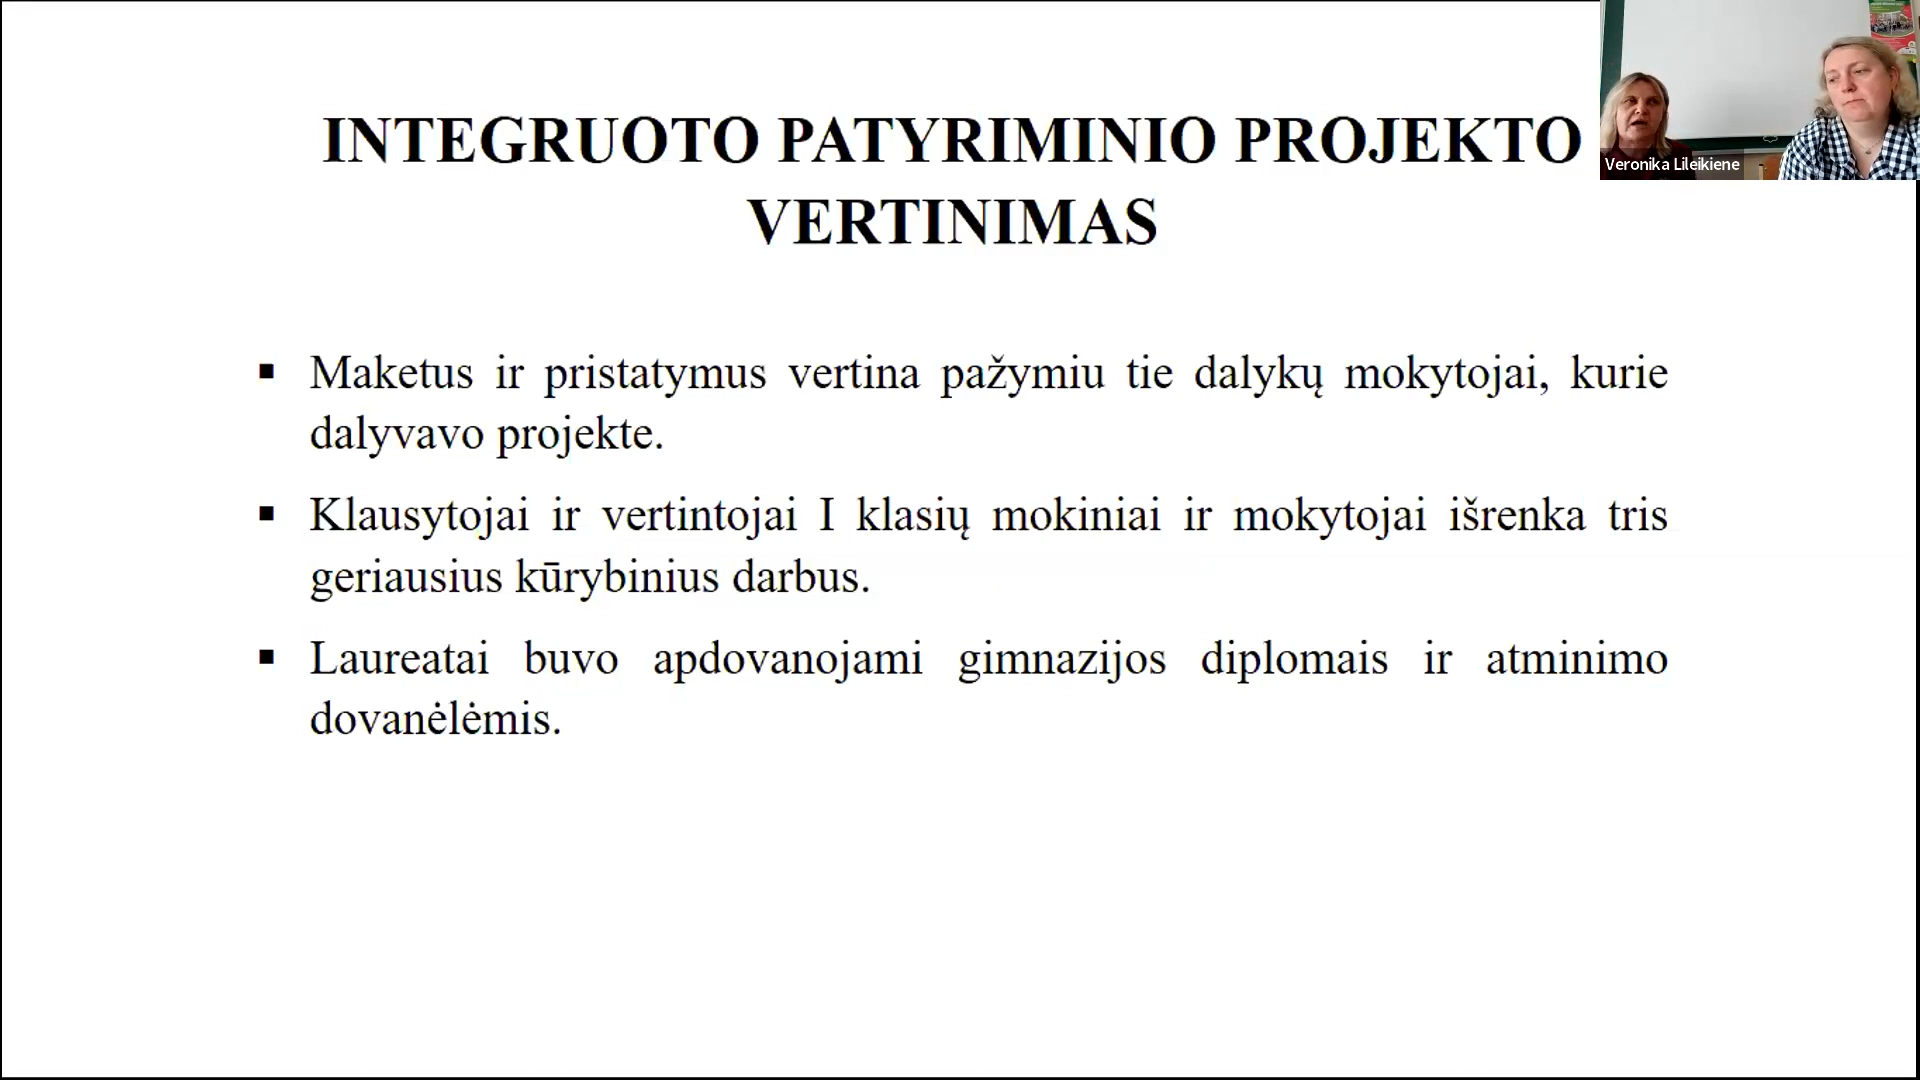 INTEGRUOTO PATYRIMINIO PROJEKTO
VERTINIMAS
▪ Maketus ir pristatymus vertina pažymiu tie dalykų mokytojai, kurie
dalyvavo projekte.
▪ Klausytojai ir vertintojai I klasių mokiniai ir mokytojai išrenka tris
geriausius kūrybinius darbus.
▪ Laureatai buvo apdovanojami gimnazijos diplomais ir atminimo
dovanėlėmis.
Veronika Lileikiene